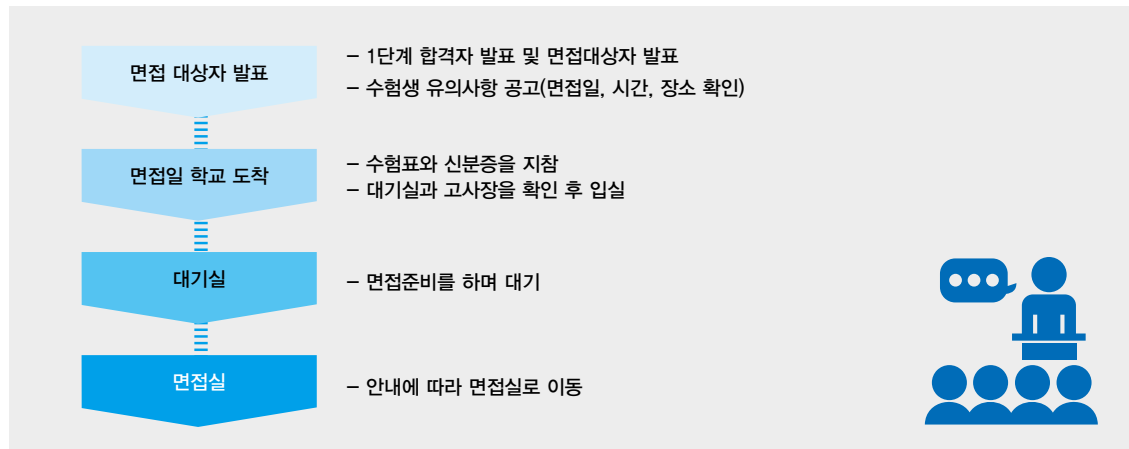 면접 대상자 발표
– 1단계 합격자 발표 및 면접대상자 발표
– 수험생 유의사항 공고(면접일, 시간, 장소 확인)
면접일 학교 도착
– 수험표와 신분증을 지참
– 대기실과 고사장을 확인 후 입실
대기실
– 면접준비를 하며 대기
면접실
– 안내에 따라 면접실로 이동